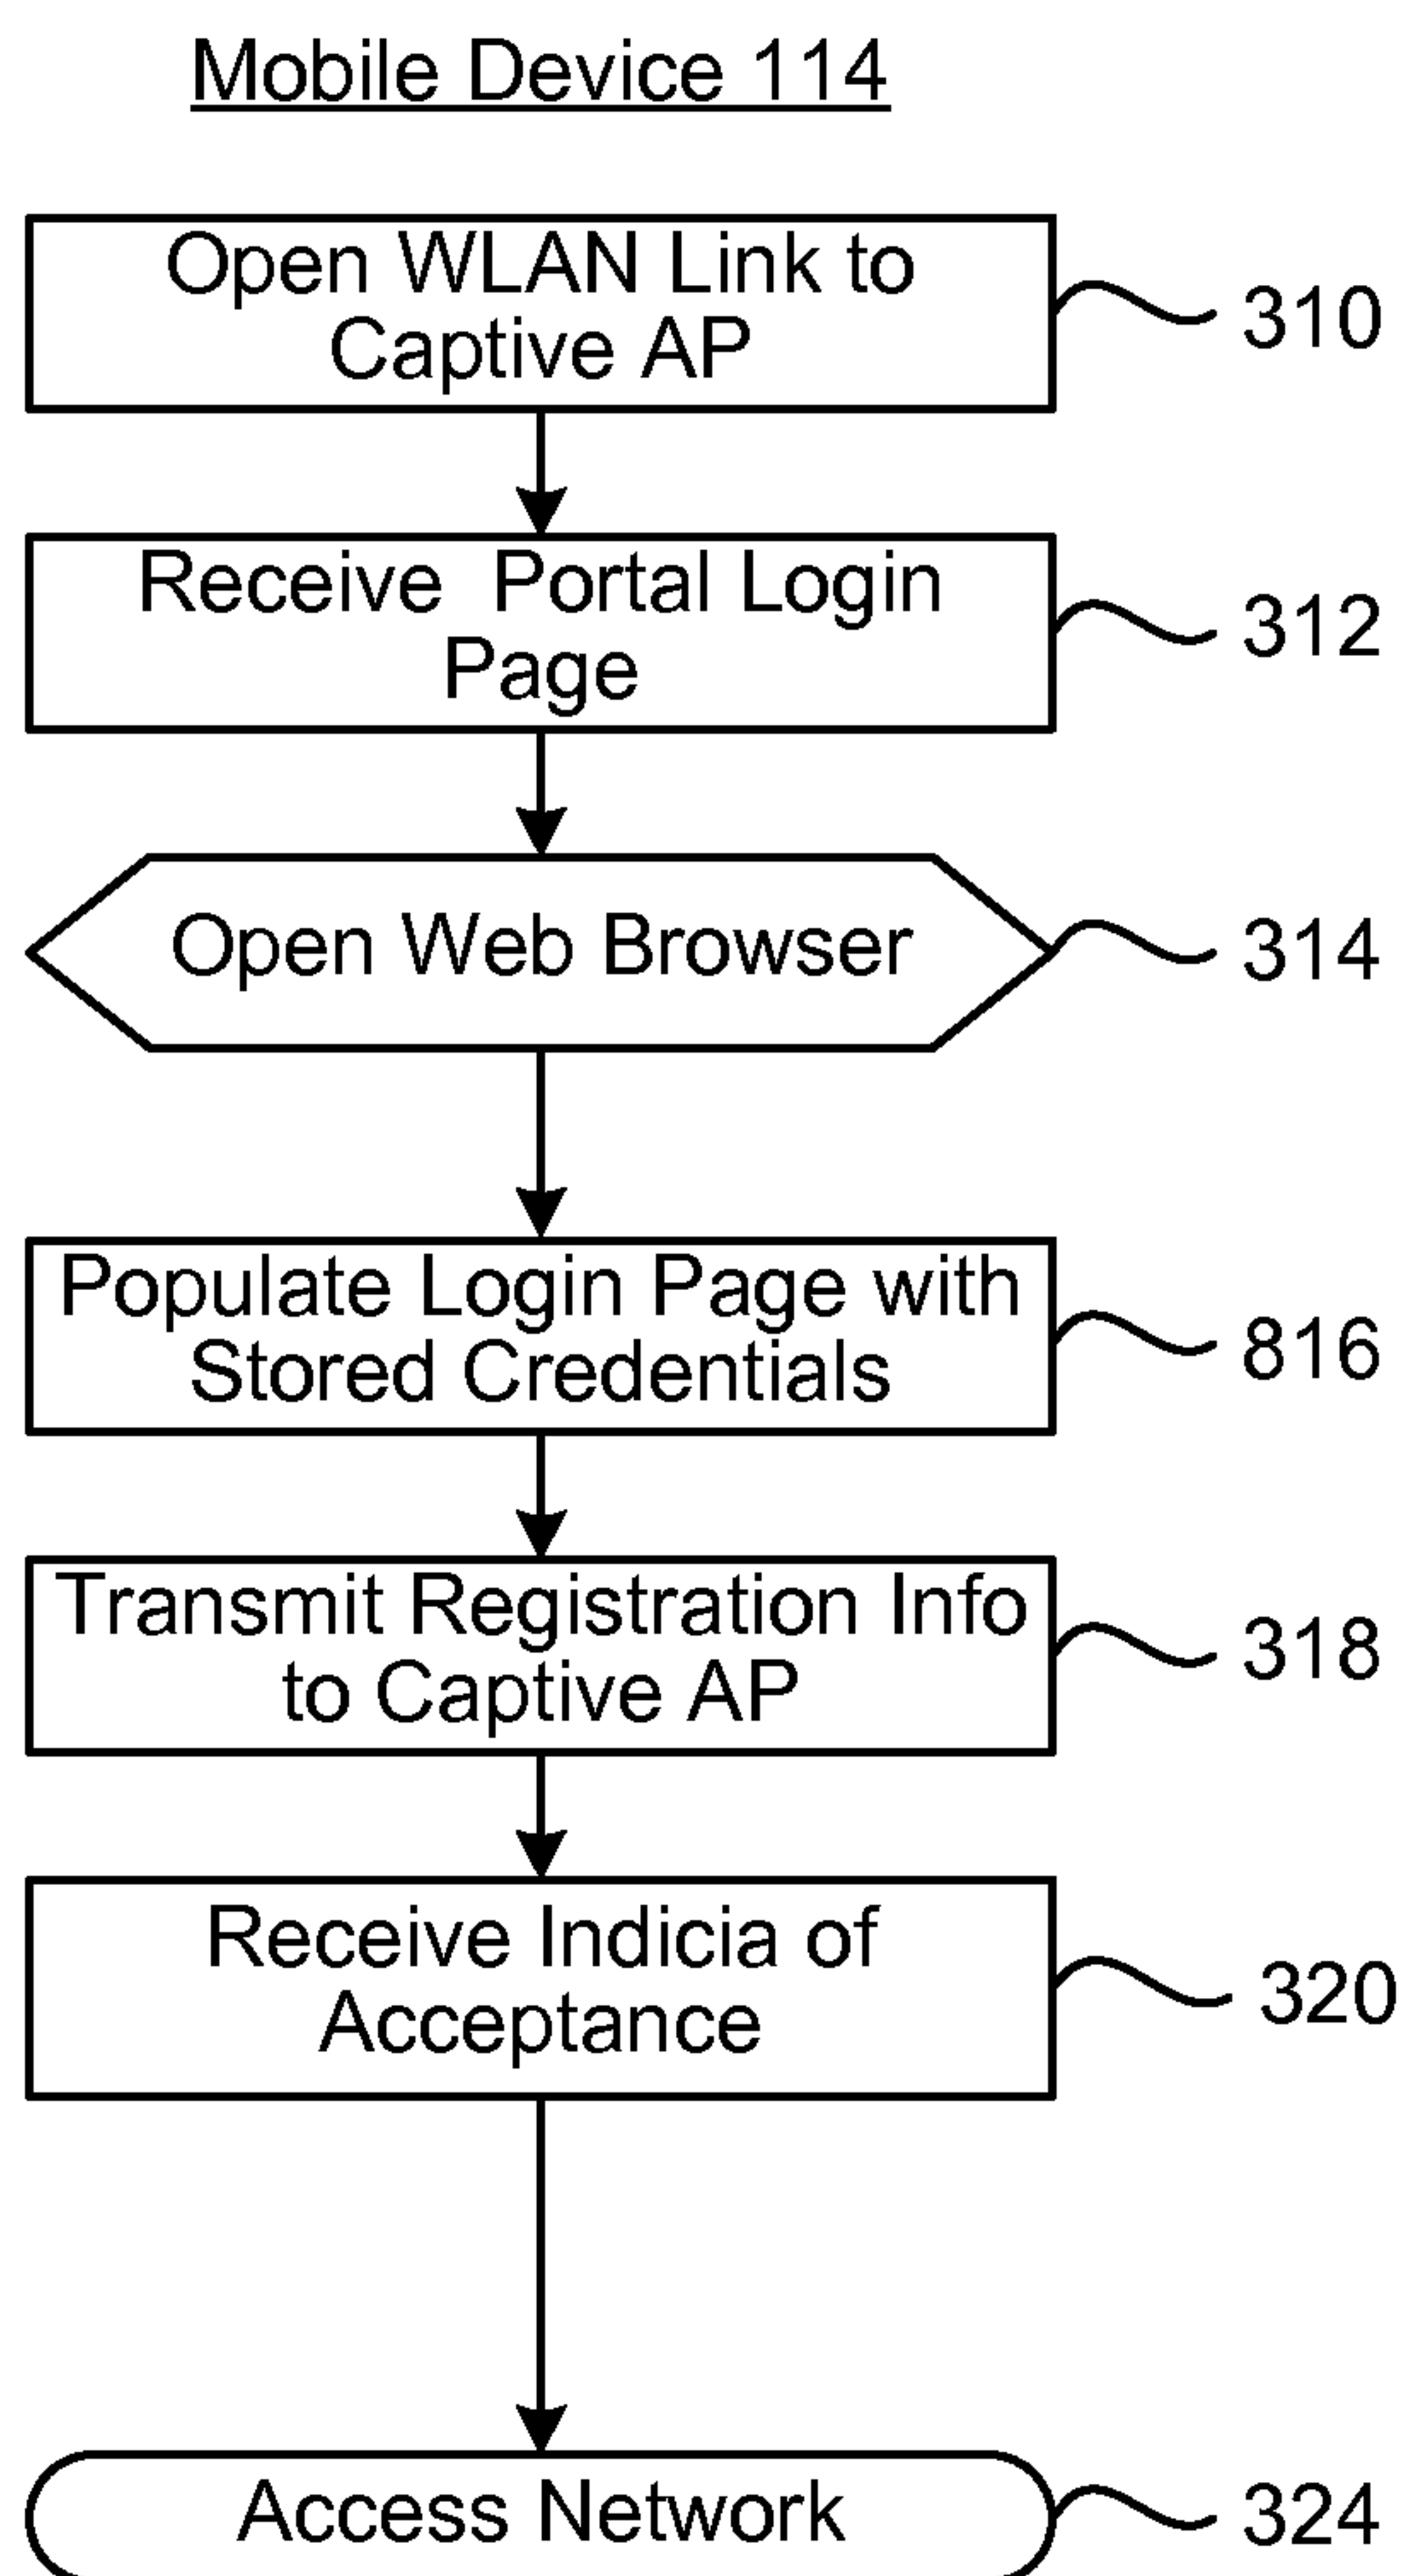 Mobile Device 114
Open WLAN Link to
Captive AP
310
Receive Portal Login
Page
312
Open Web Browser
314
Populate Login Page with
Stored Credentials
816
Transmit Registration Info
to Captive AP
318
Receive Indicia of
Acceptance
320
Access Network
324